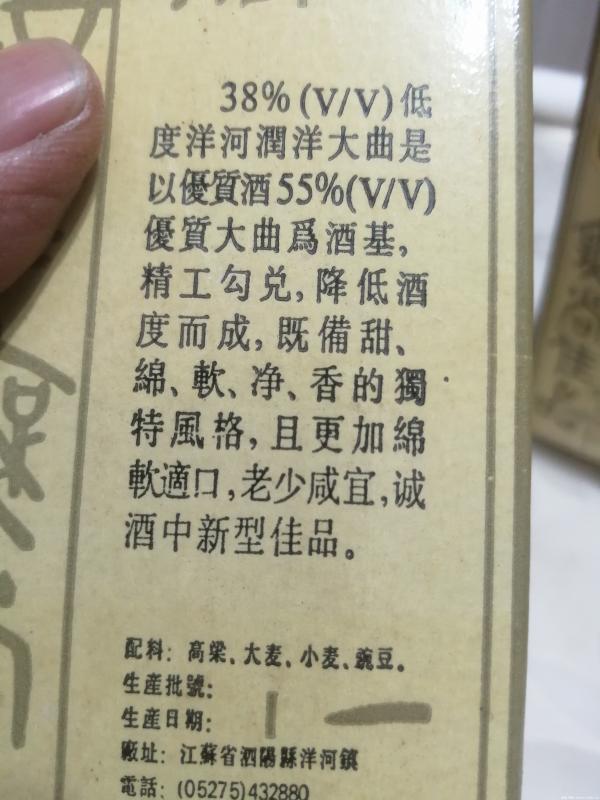 38% (V/V) 低
度洋河潤洋大曲是
以優質酒55%(V/V)
優質大曲爲酒基,
精工勾兑,降低酒
度而成,既備甜、
綿、軟、净、香的獨
特風格,且更加綿
軟適口,老少咸宜,诚
酒中新型佳品。
配料：高梁、大麦、小麦、豌豆。
生産批號：
生産日期：
廠址：江蘇省泗陽縣洋河鎮
電話：(05275)432880